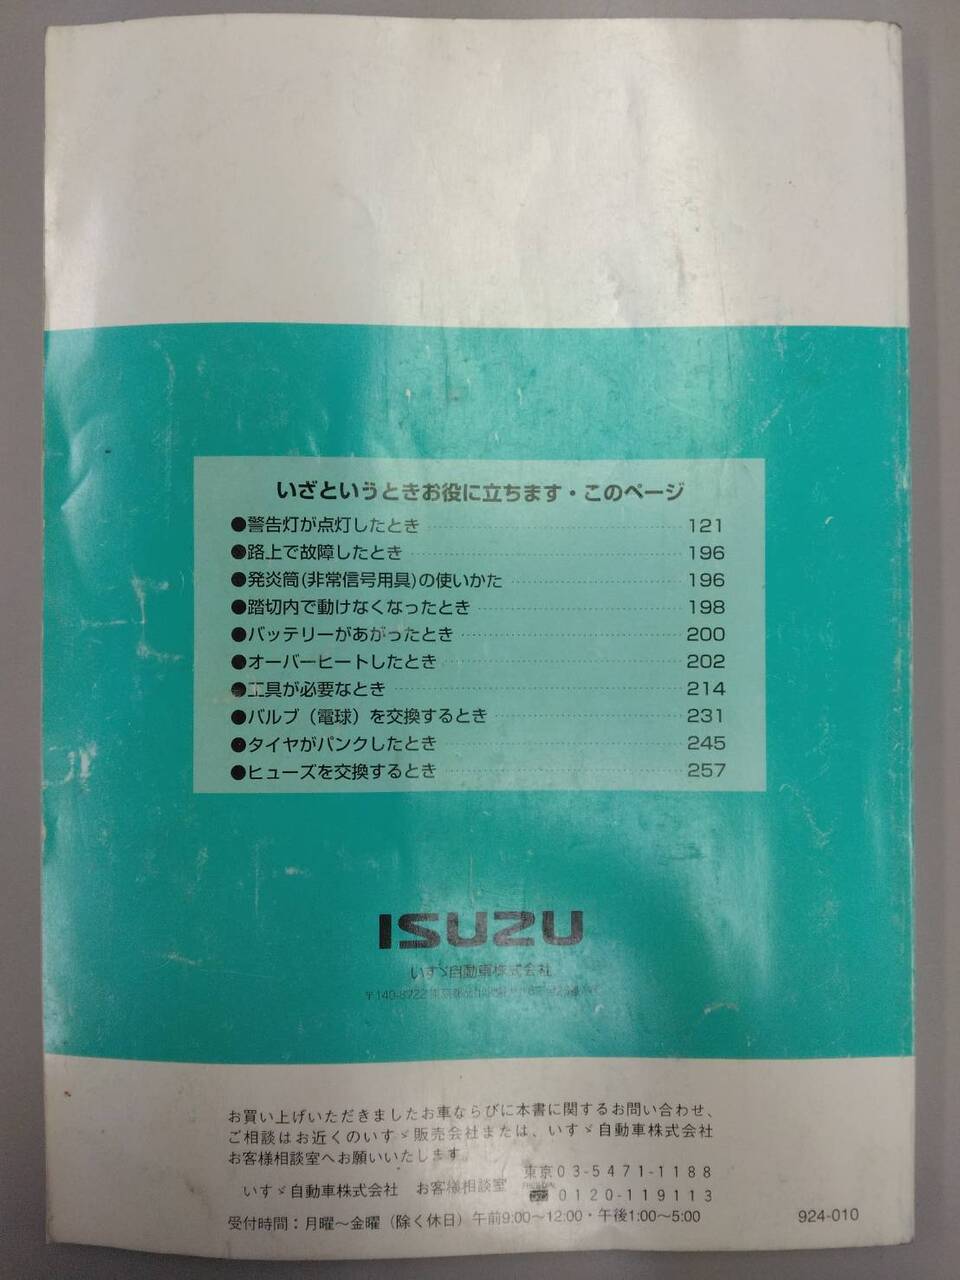 いざというときお役に立ちます・このページ
●警告灯が点灯したとき 121
●路上で故障したとき 196
●発炎筒(非常信号用具)の使いかた 196
●踏切内で動けなくなったとき 198
●バッテリーがあがったとき 200
●オーバーヒートしたとき 202
●工具が必要なとき 214
●バルブ（電球）を交換するとき 231
●タイヤがパンクしたとき 245
●ヒューズを交換するとき 257
ISUZU
いすゞ自動車株式会社
〒140-8722
お買い上げいただきましたお車ならびに本書に関するお問い合わせ、
ご相談はお近くのいすゞ販売会社または、いすゞ自動車株式会社
お客様相談室へお願いいたします。
東京03-5471-1188
いすゞ自動車株式会社 お客様相談室
0120-119113
受付時間：月曜～金曜（除く休日）午前9:00～12:00・午後1:00～5:00 924-010